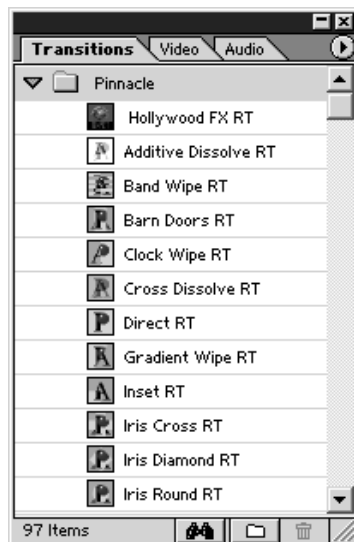 Transitions Video Audio
Pinnacle
Hollywood FX RT
Additive Dissolve RT
Band Wipe RT
Barn Doors RT
Clock Wipe RT
Cross Dissolve RT
Direct RT
Gradient Wipe RT
Inset RT
Iris Cross RT
Iris Diamond RT
Iris Round RT
97 Items